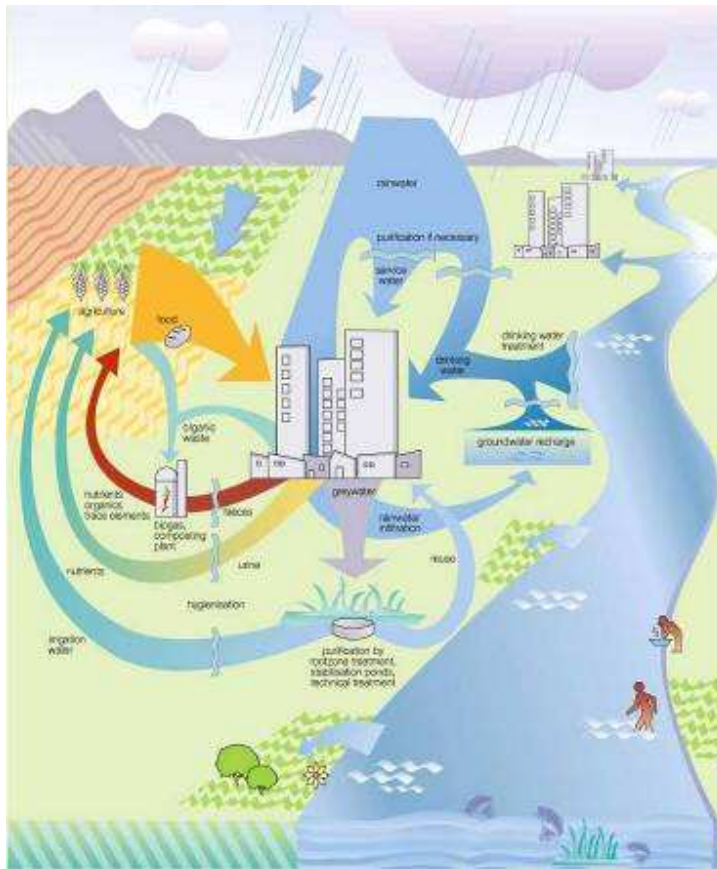 rainwater
purification if necessary
service
water
agriculture
food
drinking water
treatment
drinking
water
organic
waste
groundwater recharge
greywater
nutrients
organics
trace elements
faeces
biogas,
composting
plant
rainwater
infiltration
reuse
nutrients
urine
hygienisation
irrigation
water
purification by
rootzone treatment,
stabilisation ponds,
technical treatment